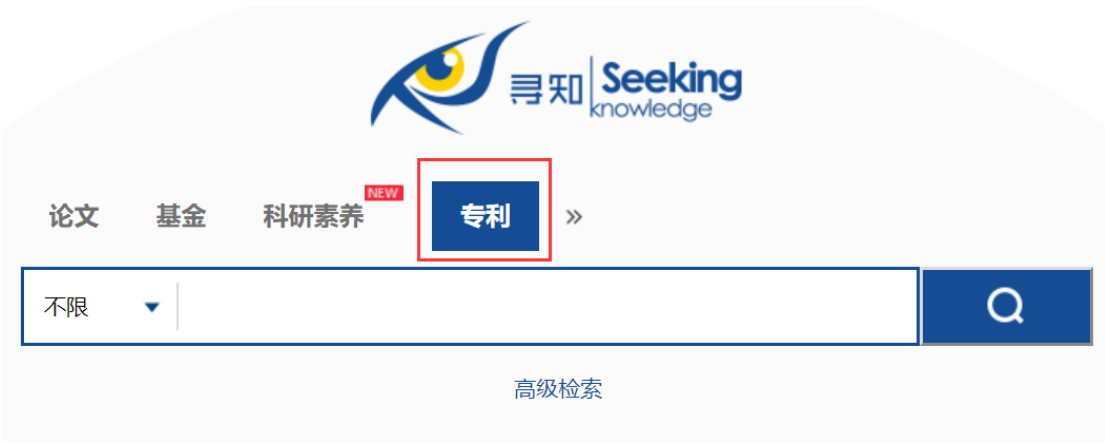 寻知 Seeking
knowledge
论文 基金 科研素养 NEW 专利 »
不限
高级检索